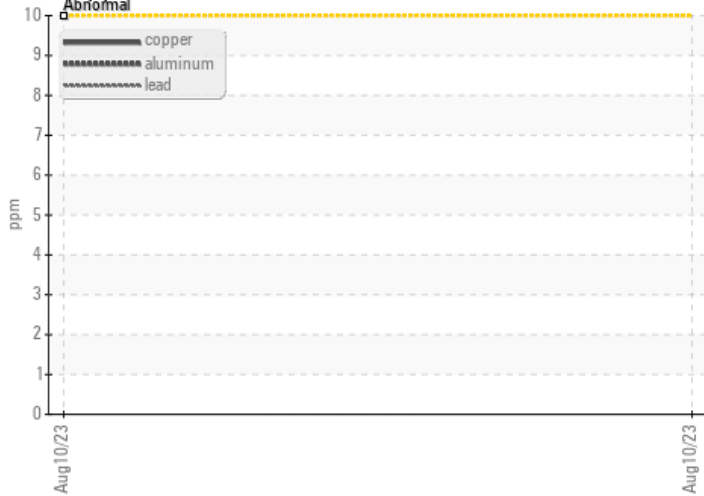 Abnormal
10
copper
9
aluminum
lead
8
7
6
ppm
5
4
3
2
1
0
Aug10/23
Aug10/23